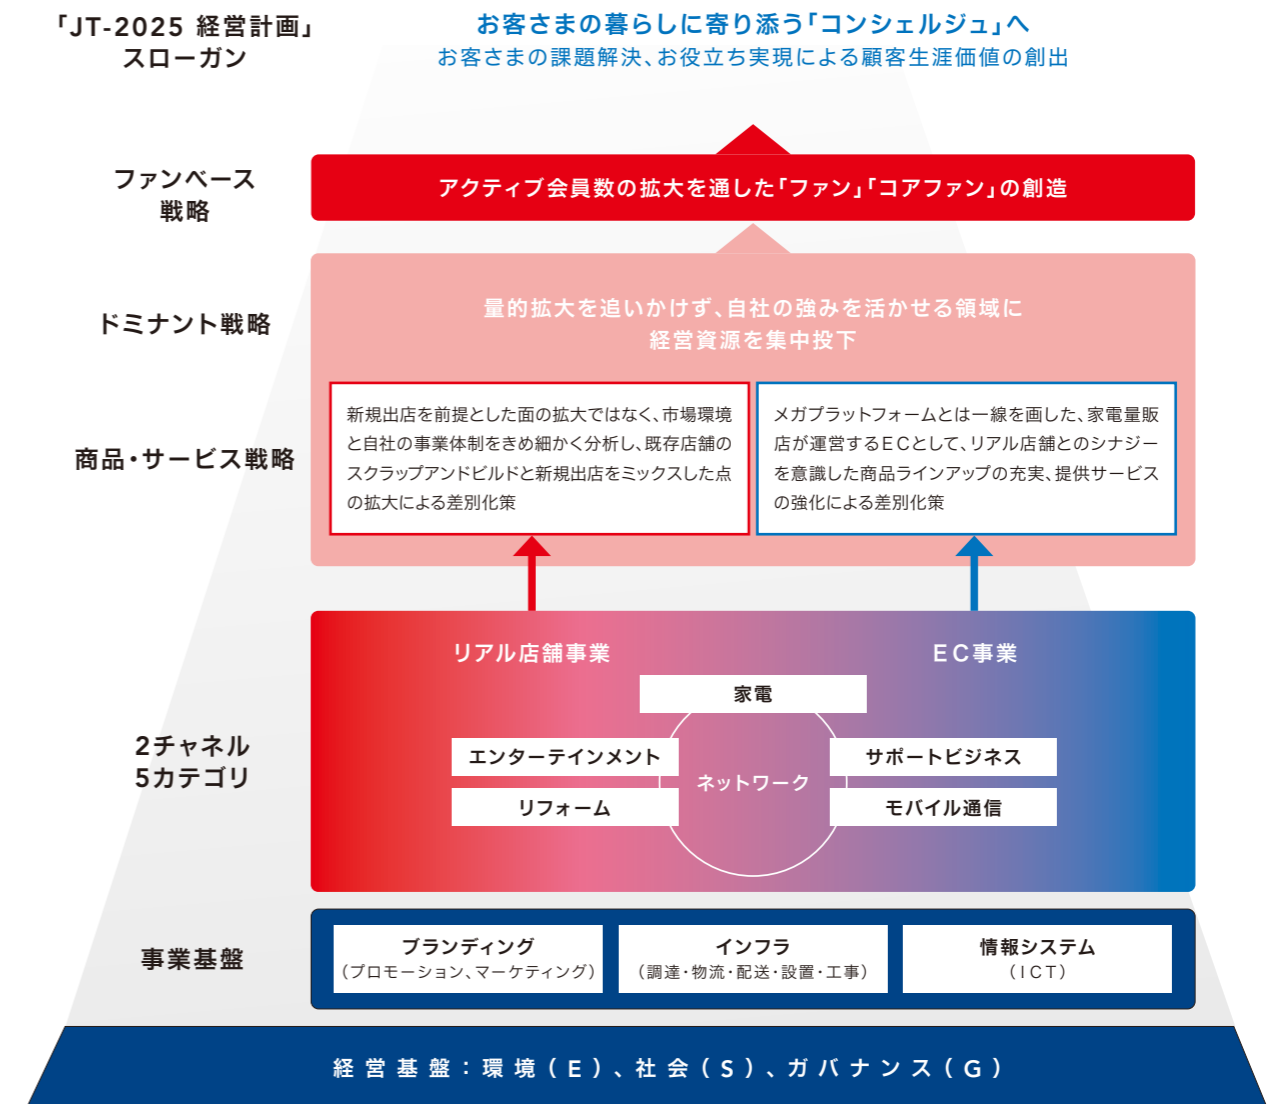 「JT-2025 経営計画」
スローガン
お客さまの暮らしに寄り添う「コンシェルジュ」へ
お客さまの課題解決、お役立ち実現による顧客生涯価値の創出
ファンベース
戦略
アクティブ会員数の拡大を通した「ファン」「コアファン」の創造
ドミナント戦略
量的拡大を追いかけず、自社の強みを活かせる領域に
経営資源を集中投下
商品・サービス戦略
新規出店を前提とした面の拡大ではなく、市場環境
と自社の事業体制をきめ細かく分析し、既存店舗の
スクラップアンドビルドと新規出店をミックスした点
の拡大による差別化策
メガプラットフォームとは一線を画した、家電量販
店が運営するECとして、リアル店舗とのシナジー
を意識した商品ラインアップの充実、提供サービス
の強化による差別化策
2チャネル
5カテゴリ
リアル店舗事業
EC事業
家電
エンターテインメント
サポートビジネス
ネットワーク
リフォーム
モバイル通信
事業基盤
ブランディング
（プロモーション、マーケティング）
インフラ
（調達・物流・配送・設置・工事）
情報システム
（ICT）
経営基盤：環境（E）、社会（S）、ガバナンス（G）